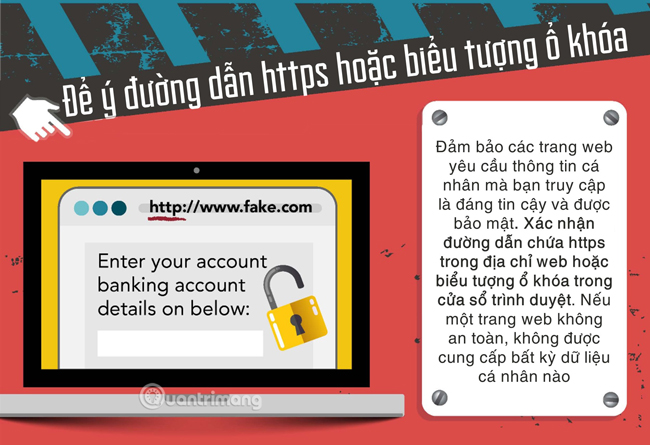 Để ý đường dẫn https hoặc biểu tượng ổ khóa
http://www.fake.com
Enter your account
banking account
details on below:
Đảm bảo các trang web
yêu cầu thông tin cá
nhân mà bạn truy cập
là đáng tin cậy và được
bảo mật. Xác nhận
đường dẫn chứa https
trong địa chỉ web hoặc
biểu tượng ổ khóa trong
cửa sổ trình duyệt. Nếu
một trang web không
an toàn, không được
cung cấp bất kỳ dữ liệu
cá nhân nào
Quantrimang